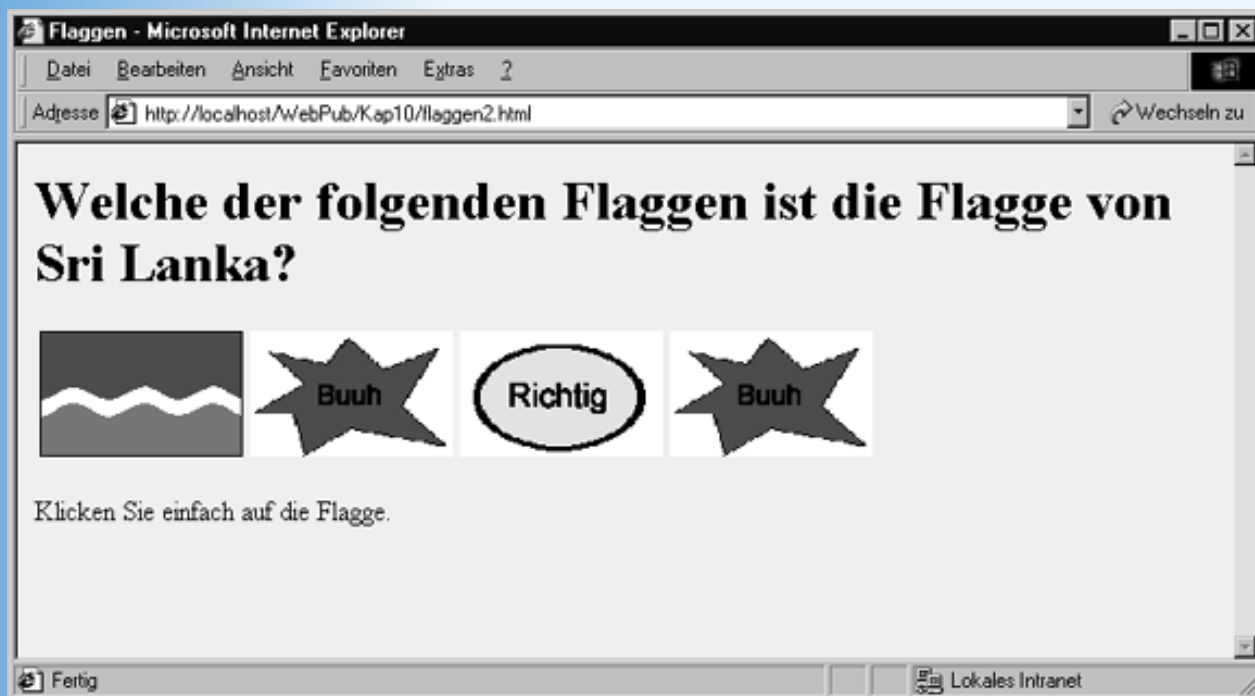 Flaggen - Microsoft Internet Explorer
Datei Bearbeiten Ansicht Favoriten Extras ?
Adresse http://localhost/WebPub/Kap10/flaggen2.html Wechseln zu
Welche der folgenden Flaggen ist die Flagge von
Sri Lanka?
Buuh Richtig Buuh
Klicken Sie einfach auf die Flagge.
Fertig Lokales Intranet